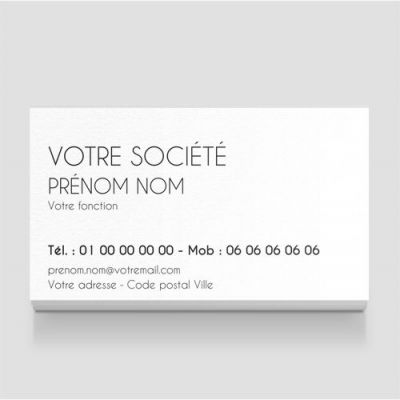 VOTRE SOCIÉTÉ
PRÉNOM NOM
Votre fonction
Tél. : 01 00 00 00 00 - Mob : 06 06 06 06 06
prenom.nom@votremail.com
Votre adresse - Code postal Ville